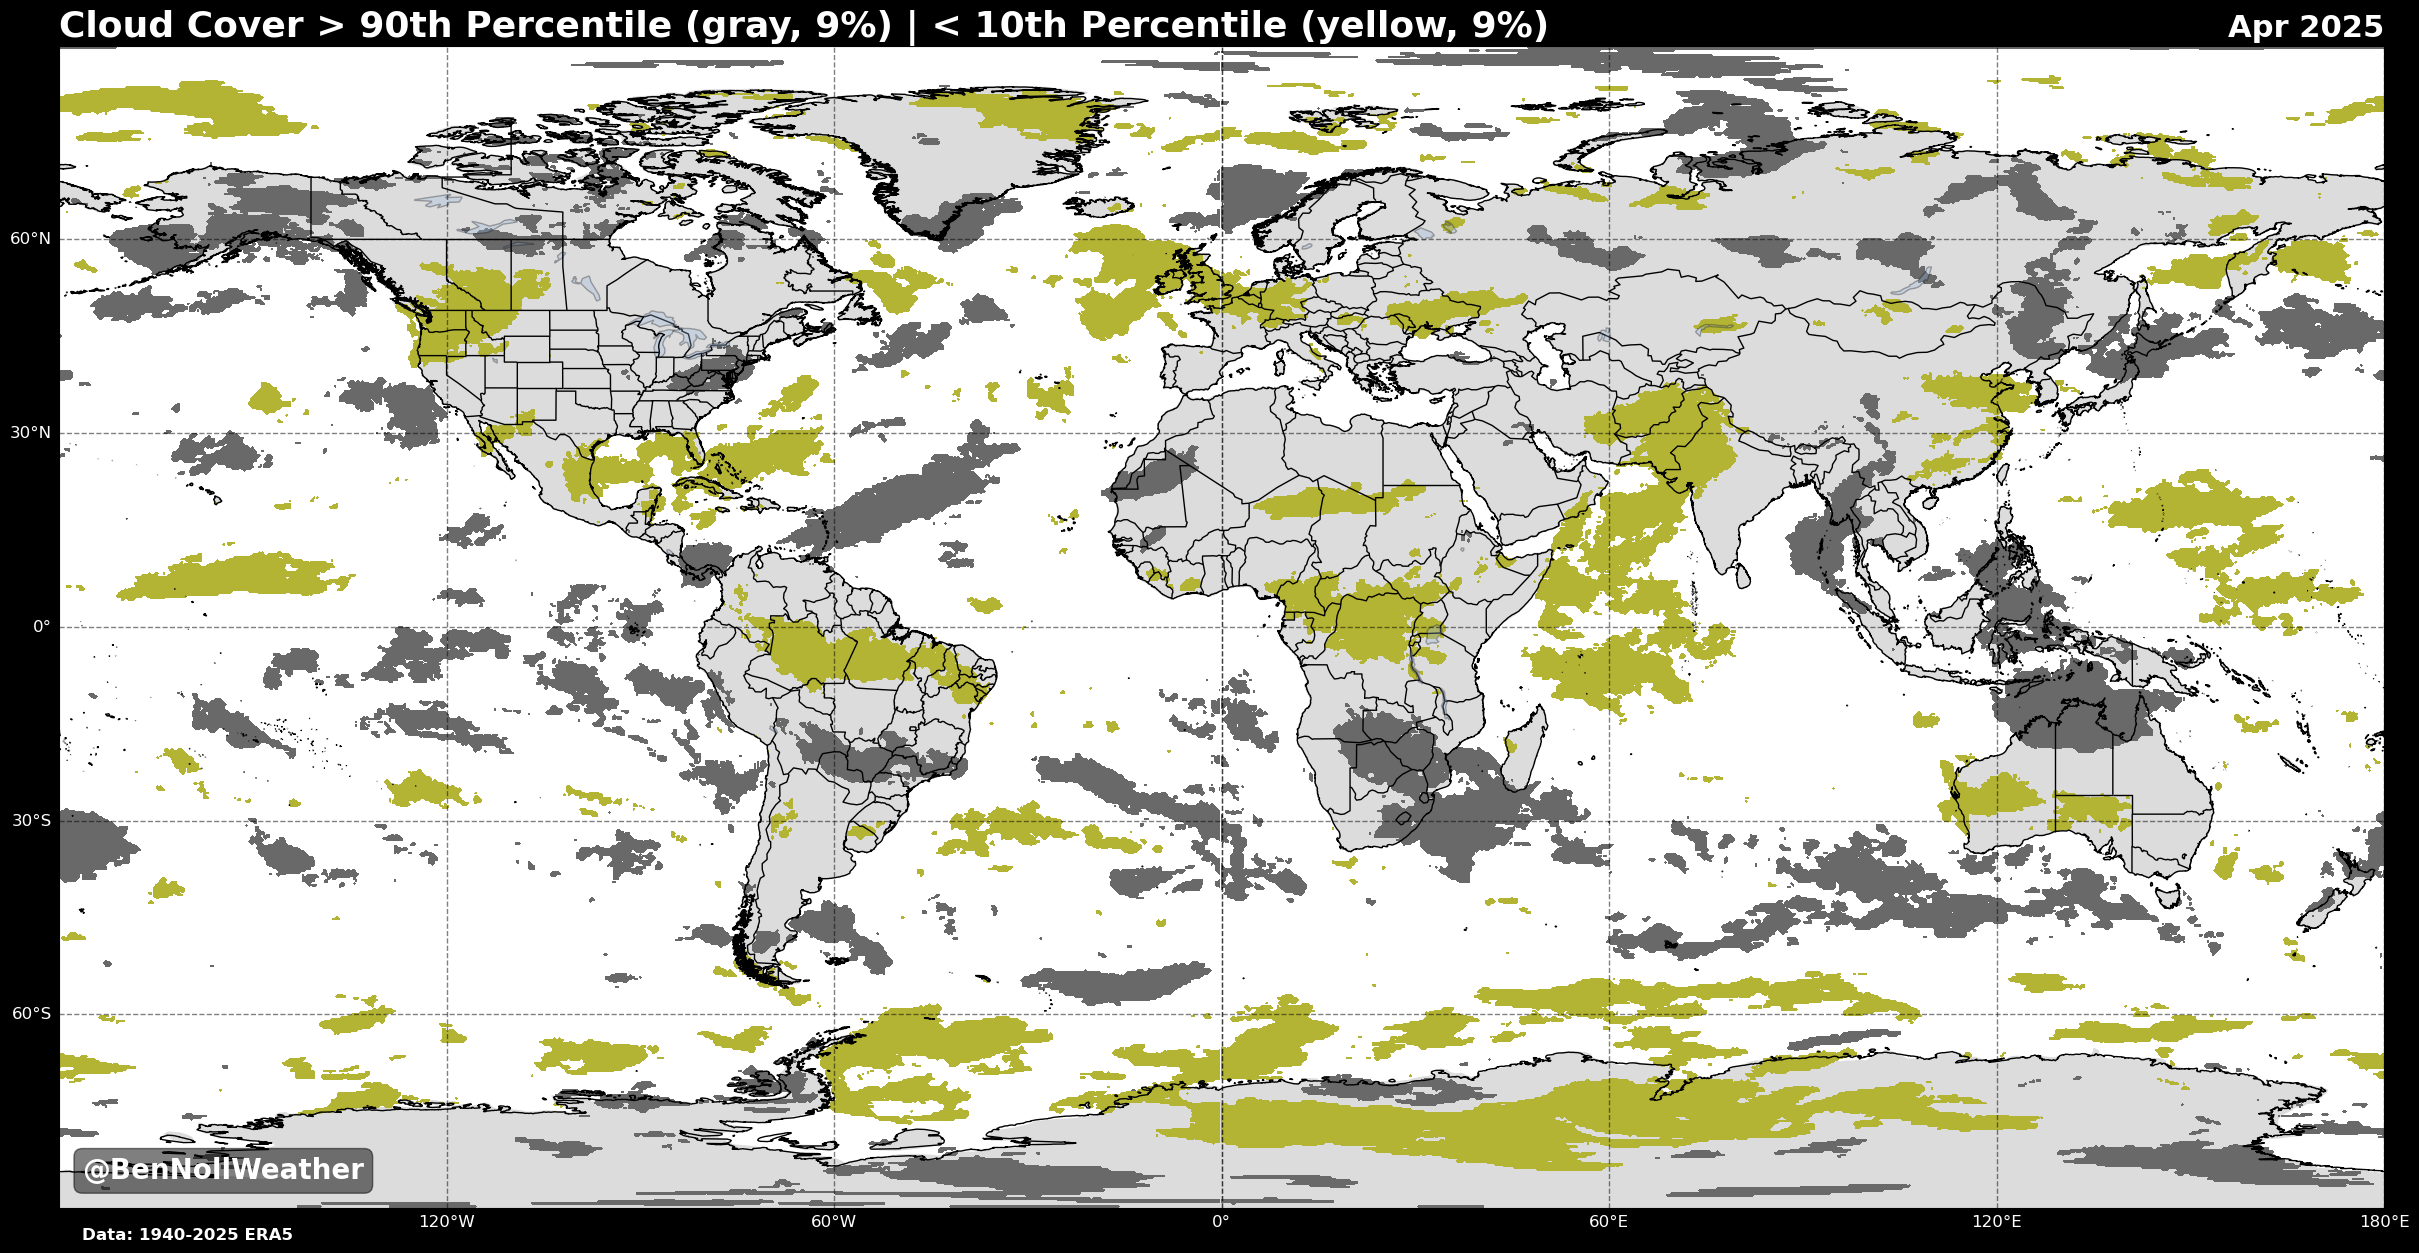 Cloud Cover > 90th Percentile (gray, 9%) | < 10th Percentile (yellow, 9%)
Apr 2025
60°N
30°N
0°
30°S
60°S
@BenNollWeather
120°W
60°W
0°
60°E
120°E
180°E
Data: 1940-2025 ERA5